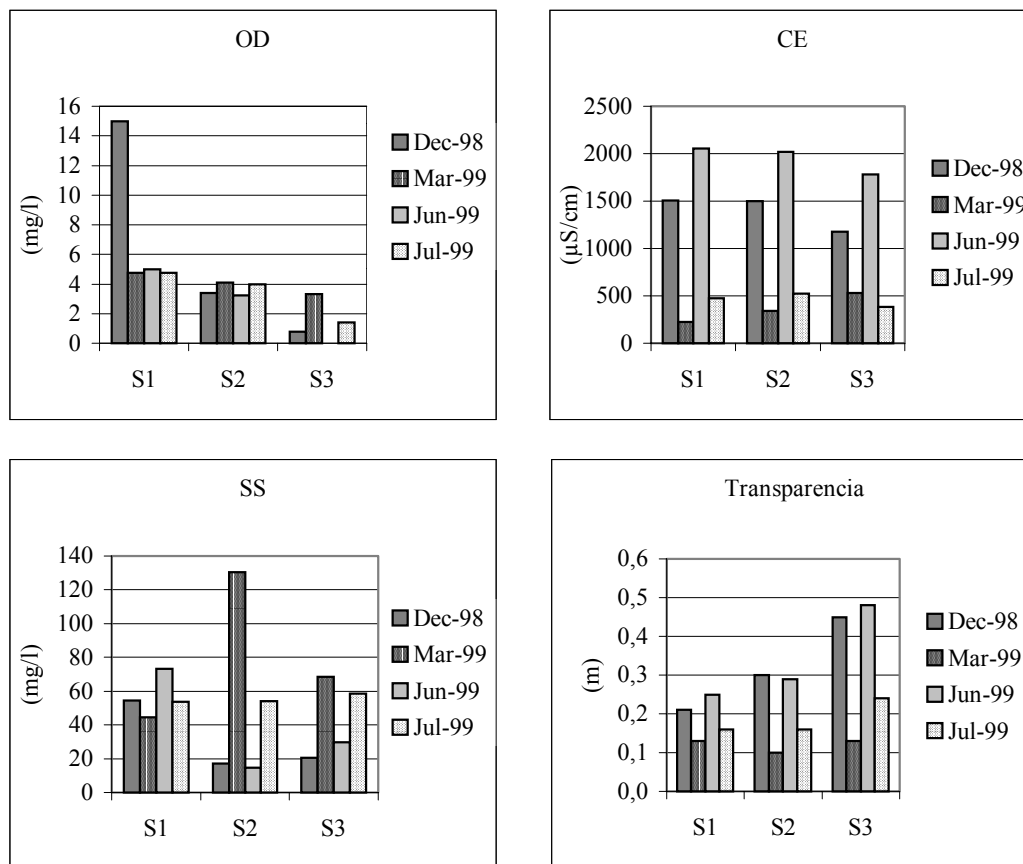 OD
16
14
12
10
8
6
4
2
0
(mg/l)
S1 S2 S3
Dec-98
Mar-99
Jun-99
Jul-99
CE
2500
2000
1500
1000
500
0
(µS/cm)
S1 S2 S3
Dec-98
Mar-99
Jun-99
Jul-99
SS
140
120
100
80
60
40
20
0
(mg/l)
S1 S2 S3
Dec-98
Mar-99
Jun-99
Jul-99
Transparencia
0,6
0,5
0,4
0,3
0,2
0,1
0,0
(m)
S1 S2 S3
Dec-98
Mar-99
Jun-99
Jul-99